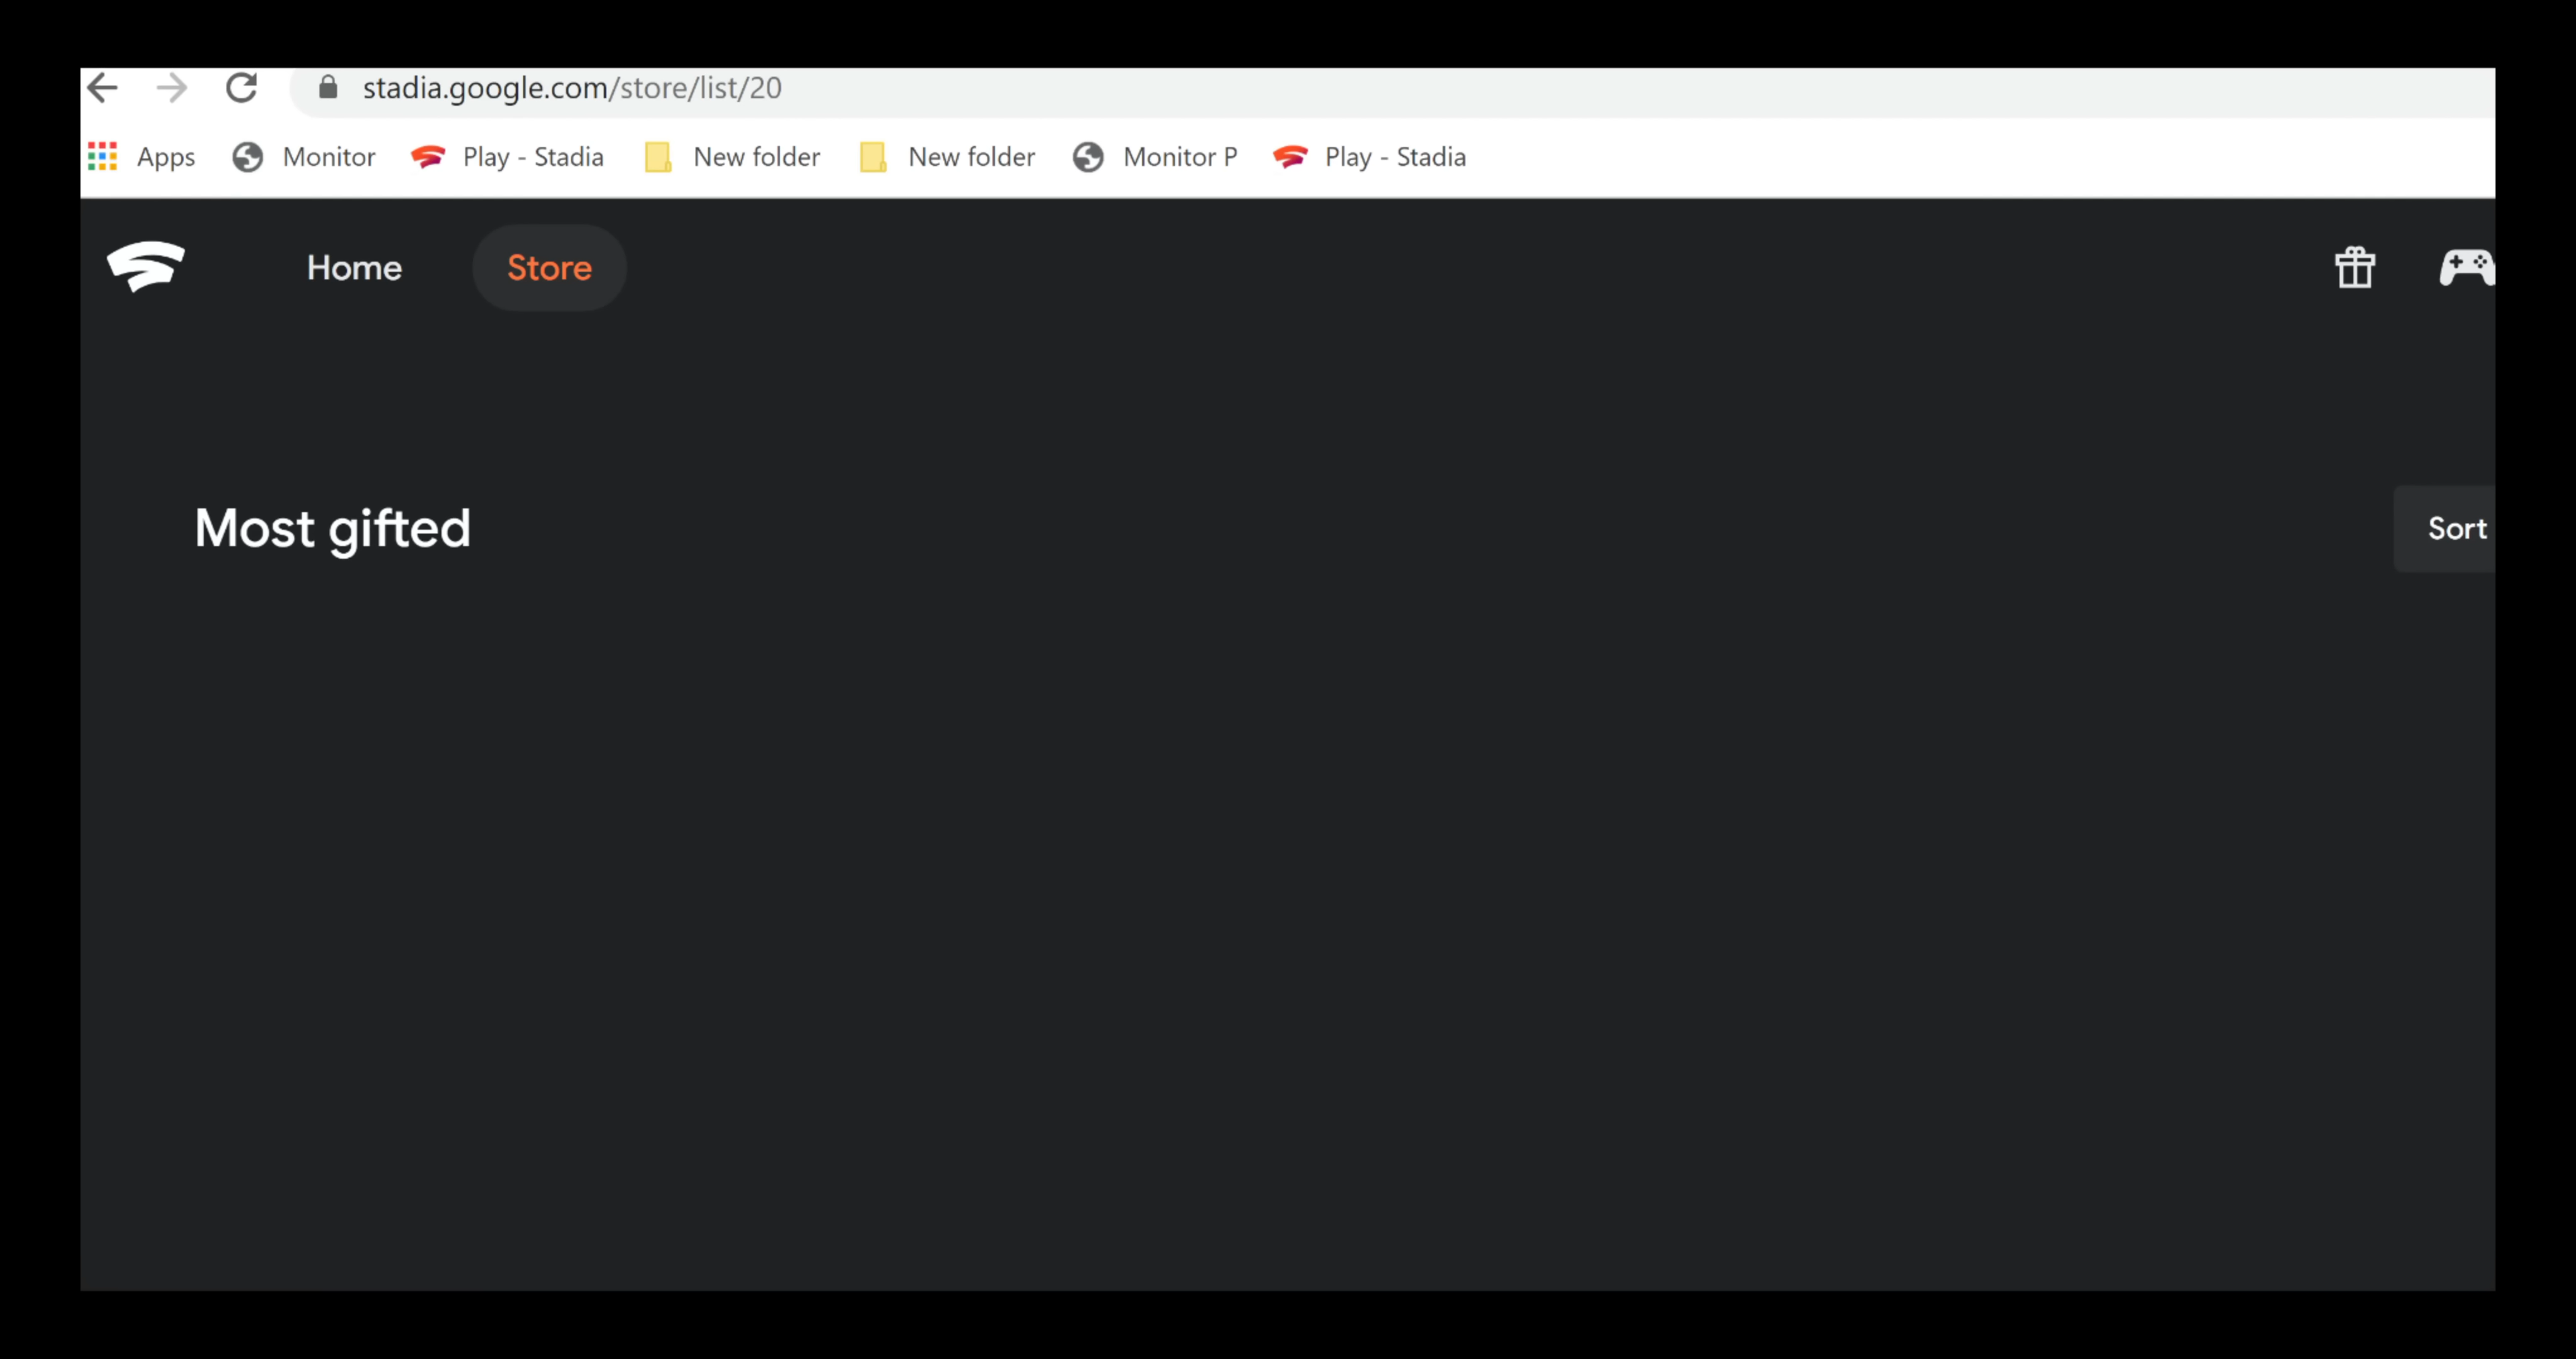 stadia.google.com/store/list/20
Apps Monitor Play - Stadia New folder New folder Monitor P Play - Stadia
Home Store
Most gifted Sort